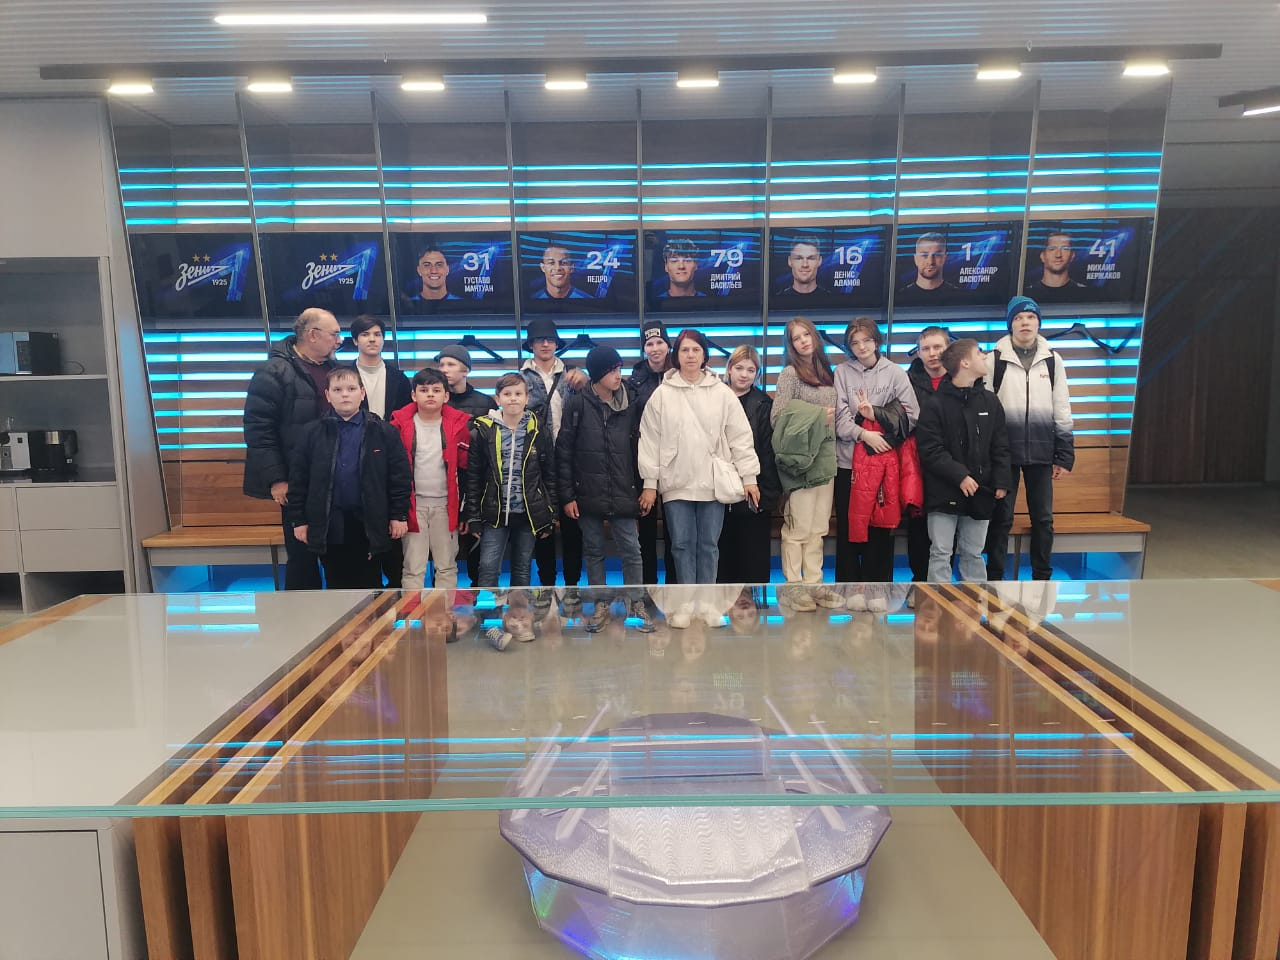 Зенит
1925
Зенит
1925
31
ГУСТАВО
МАНТУАН
24
ПЕДРО
79
ДМИТРИЙ
ВАСИЛЬЕВ
16
ДЕНИС
АДАМОВ
1
АЛЕКСАНДР
ВАСЮТИН
41
МИХАИЛ
КЕРЖАКОВ